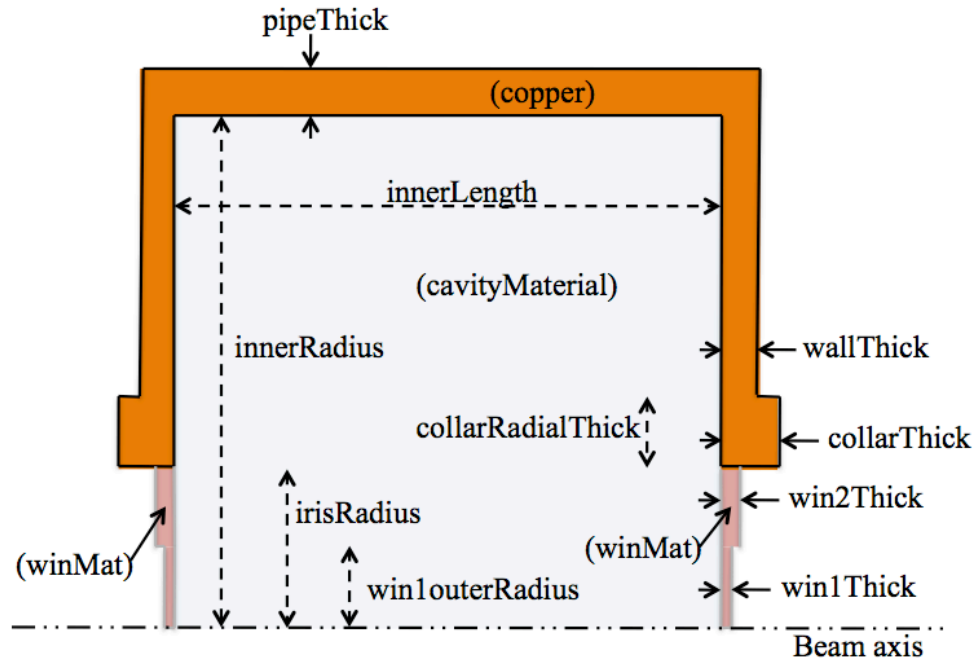 pipeThick
(copper)
innerLength
(cavityMaterial)
innerRadius
wallThick
collarRadialThick
collarThick
win2Thick
irisRadius
(winMat)
(winMat)
win1outerRadius
win1Thick
Beam axis